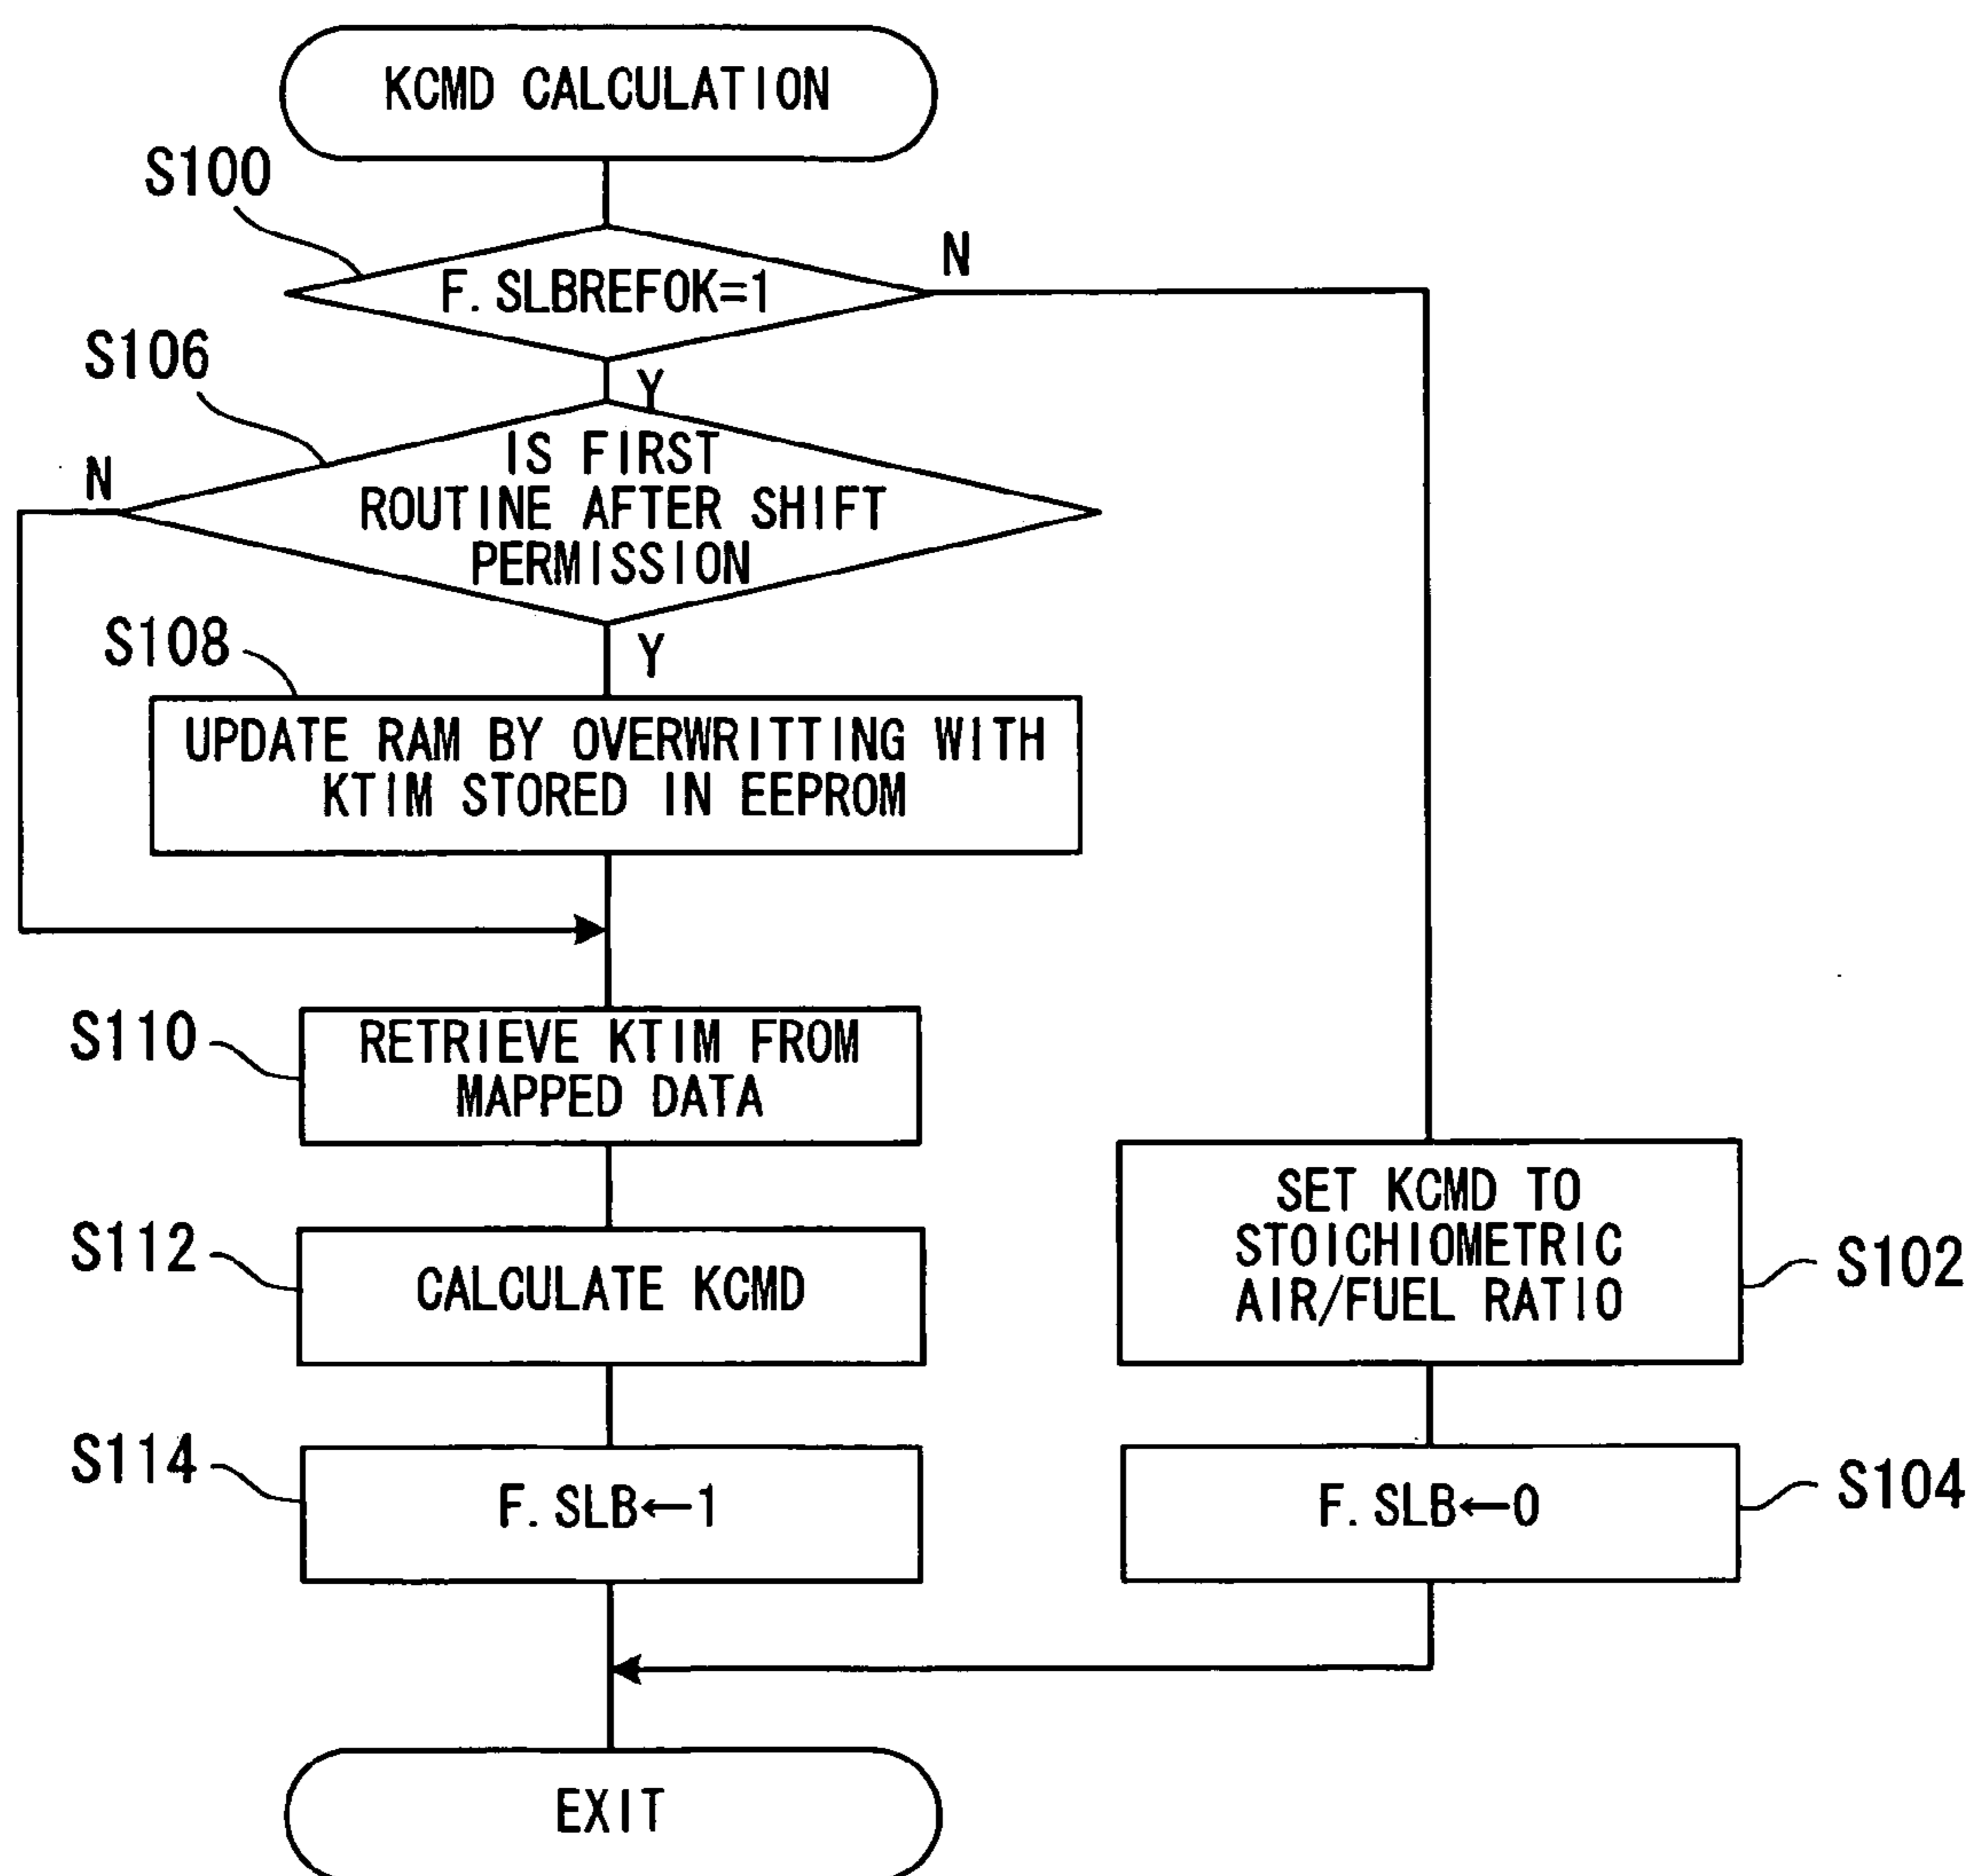 KCMD CALCULATION
S100
F.SLBREFOK=1
N
Y
S106
IS FIRST
ROUTINE AFTER SHIFT
PERMISSION
N
Y
S108
UPDATE RAM BY OVERWRITTING WITH
KTIM STORED IN EEPROM
S110
RETRIEVE KTIM FROM
MAPPED DATA
S112
CALCULATE KCMD
S114
F.SLB←1
SET KCMD TO
STOICHIOMETRIC
AIR/FUEL RATIO
S102
F.SLB←0
S104
EXIT